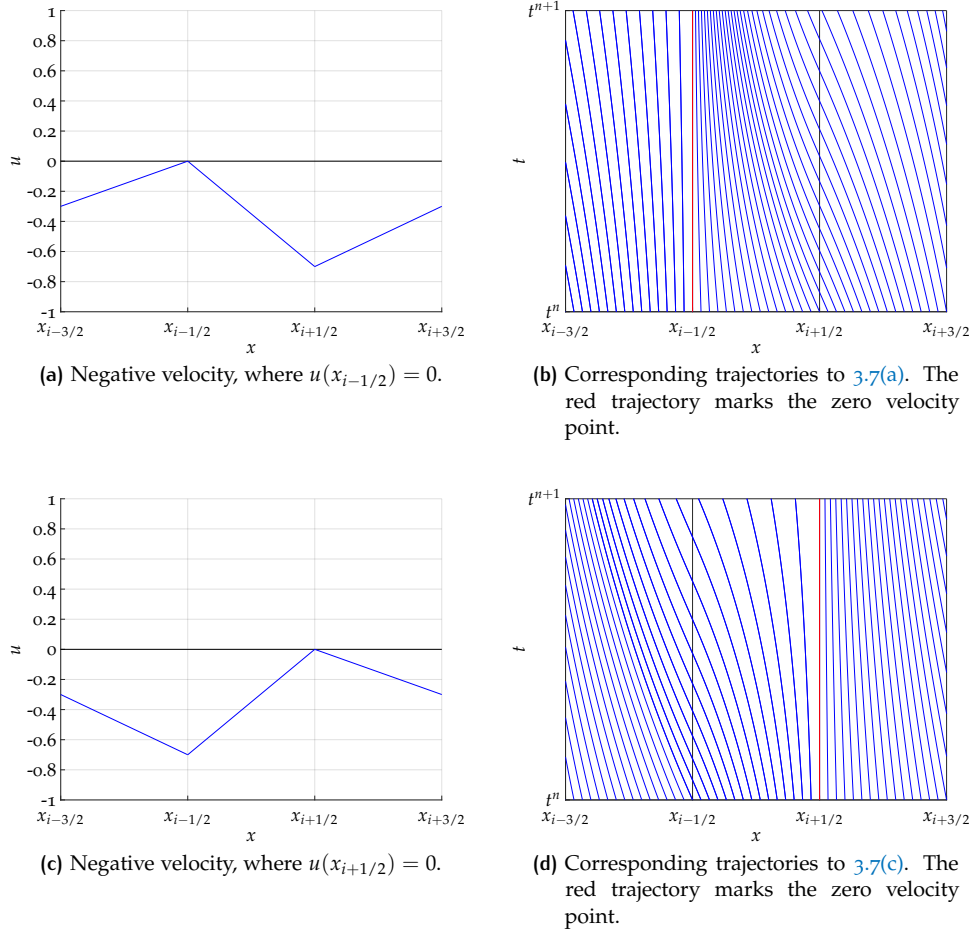 1
0.8
0.6
0.4
0.2
0
-0.2
-0.4
-0.6
-0.8
-1
u
x_{i-3/2} x_{i-1/2} x_{i+1/2} x_{i+3/2}
x
(a) Negative velocity, where u(x_{i-1/2}) = 0.
t^{n+1}
t
t^n
x_{i-3/2} x_{i-1/2} x_{i+1/2} x_{i+3/2}
x
(b) Corresponding trajectories to 3.7(a). The
red trajectory marks the zero velocity
point.
1
0.8
0.6
0.4
0.2
0
-0.2
-0.4
-0.6
-0.8
-1
u
x_{i-3/2} x_{i-1/2} x_{i+1/2} x_{i+3/2}
x
(c) Negative velocity, where u(x_{i+1/2}) = 0.
t^{n+1}
t
t^n
x_{i-3/2} x_{i-1/2} x_{i+1/2} x_{i+3/2}
x
(d) Corresponding trajectories to 3.7(c). The
red trajectory marks the zero velocity
point.